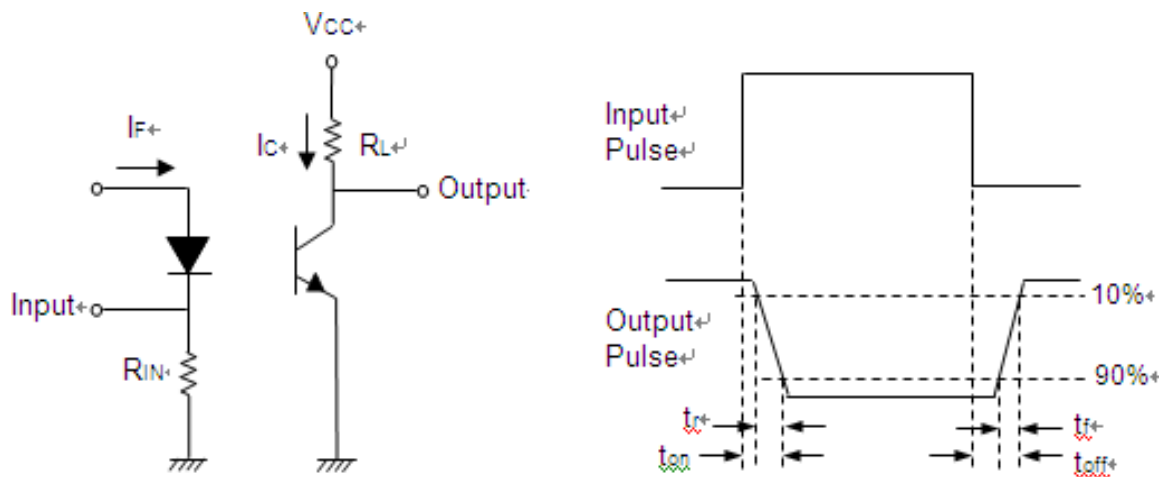 Vcc↵
IF↵
IC↵
RL↵
Output
Input↵
RIN
Input↵
Pulse↵
Output↵
Pulse↵
10%↵
90%↵
tr↵
ton
tf↵
toff↵